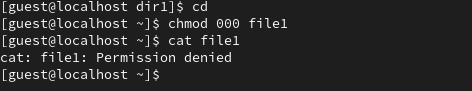 [guest@localhost dir1]$ cd
[guest@localhost ~]$ chmod 000 file1
[guest@localhost ~]$ cat file1
cat: file1: Permission denied
[guest@localhost ~]$